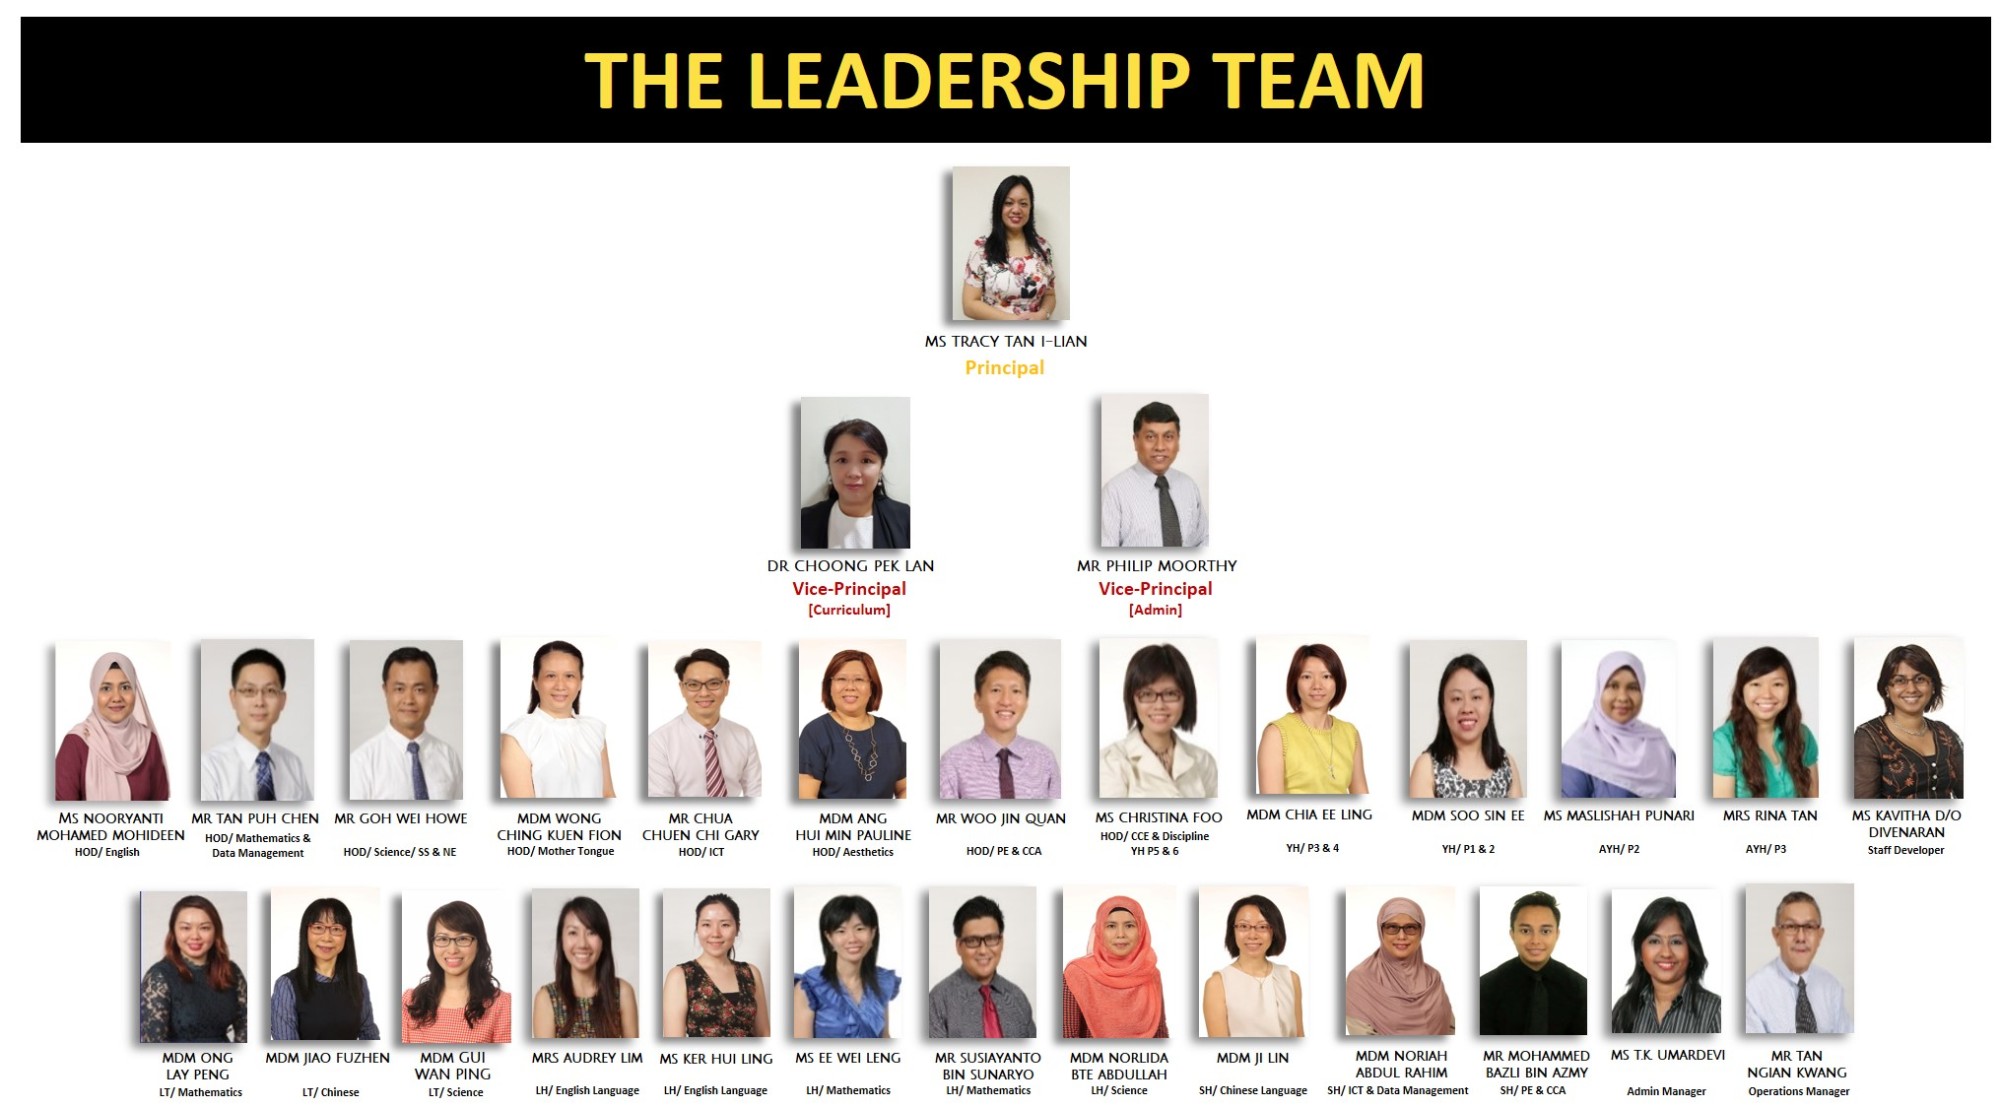 THE LEADERSHIP TEAM
MS TRACY TAN I-LIAN
Principal
DR CHOONG PEK LAN
Vice-Principal
[Curriculum]
MR PHILIP MOORTHY
Vice-Principal
[Admin]
MS NOORYANTI
MOHAMED MOHIDEEN
HOD/ English
MR TAN PUH CHEN
HOD/ Mathematics &
Data Management
MR GOH WEI HOWE
HOD/ Science/ SS & NE
MDM WONG
CHING KUEN FION
HOD/ Mother Tongue
MR CHUA
CHUEN CHI GARY
HOD/ ICT
MDM ANG
HUI MIN PAULINE
HOD/ Aesthetics
MR WOO JIN QUAN
HOD/ PE & CCA
MS CHRISTINA FOO
HOD/ CCE & Discipline
YH P5 & 6
MDM CHIA EE LING
YH/ P3 & 4
MDM SOO SIN EE
YH/ P1 & 2
MS MASLISHAH PUNARI
AYH/ P2
MRS RINA TAN
AYH/ P3
MS KAVITHA D/O
DIVENARAN
Staff Developer
MDM ONG
LAY PENG
LT/ Mathematics
MDM JIAO FUZHEN
LT/ Chinese
MDM GUI
WAN PING
LT/ Science
MRS AUDREY LIM
LH/ English Language
MS KER HUI LING
LH/ English Language
MS EE WEI LENG
LH/ Mathematics
MR SUSIAYANTO
BIN SUNARYO
LH/ Mathematics
MDM NORLIDA
BTE ABDULLAH
LH/ Science
MDM JI LIN
SH/ Chinese Language
MDM NORIAH
ABDUL RAHIM
SH/ ICT & Data Management
MR MOHAMMED
BAZLI BIN AZMY
SH/ PE & CCA
MS T.K. UMARDEVI
Admin Manager
MR TAN
NGIAN KWANG
Operations Manager